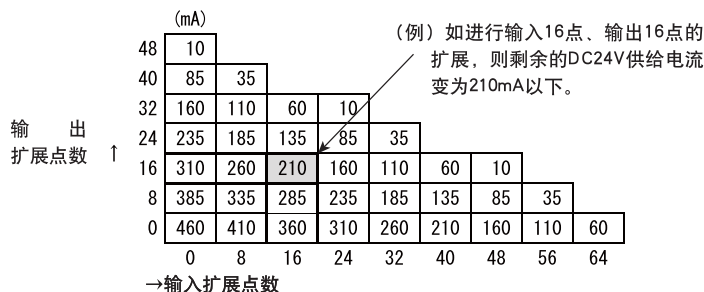 (mA)
（例）如进行输入16点、输出16点的
扩展，则剩余的DC24V供给电流
变为210mA以下。
48 10
40 85 35
32 160 110 60 10
24 235 185 135 85 35
16 310 260 210 160 110 60 10
8 385 335 285 235 185 135 85 35
0 460 410 360 310 260 210 160 110 60
0 8 16 24 32 40 48 56 64
输 出
扩展点数 ↑
→输入扩展点数